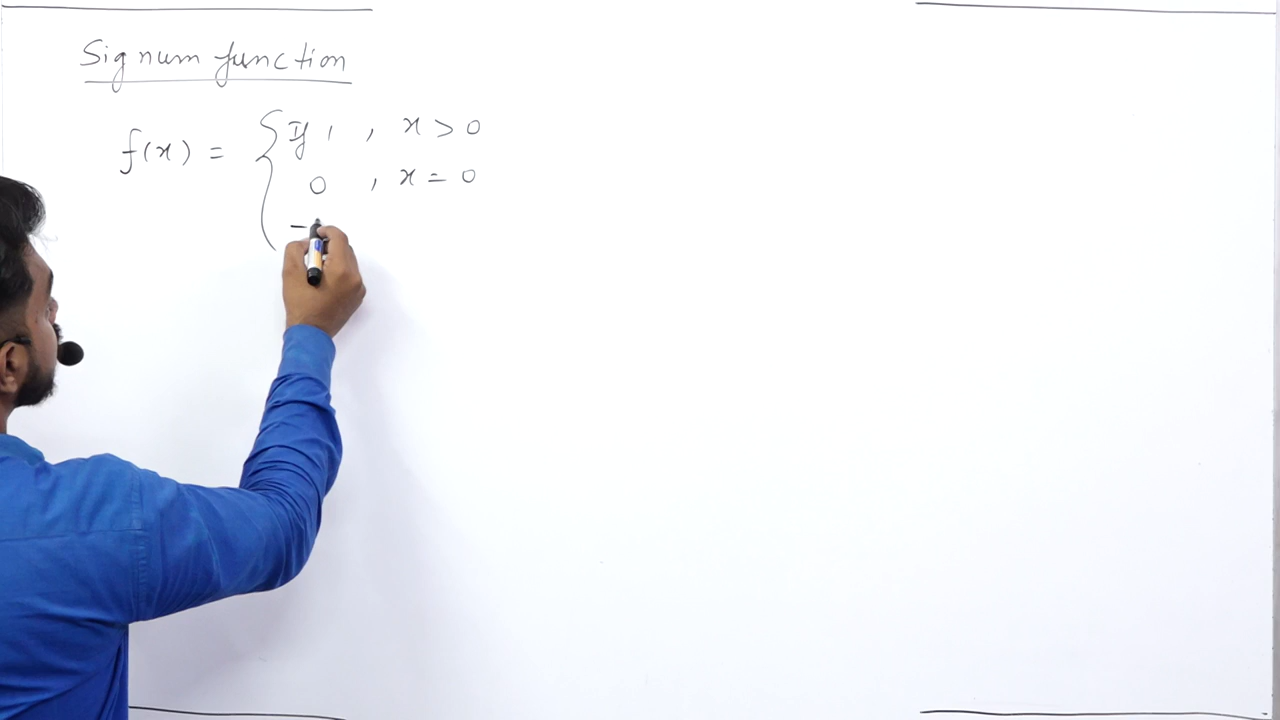 Signum function
f(x) = { If 1 , x > 0
0 , x = 0
-